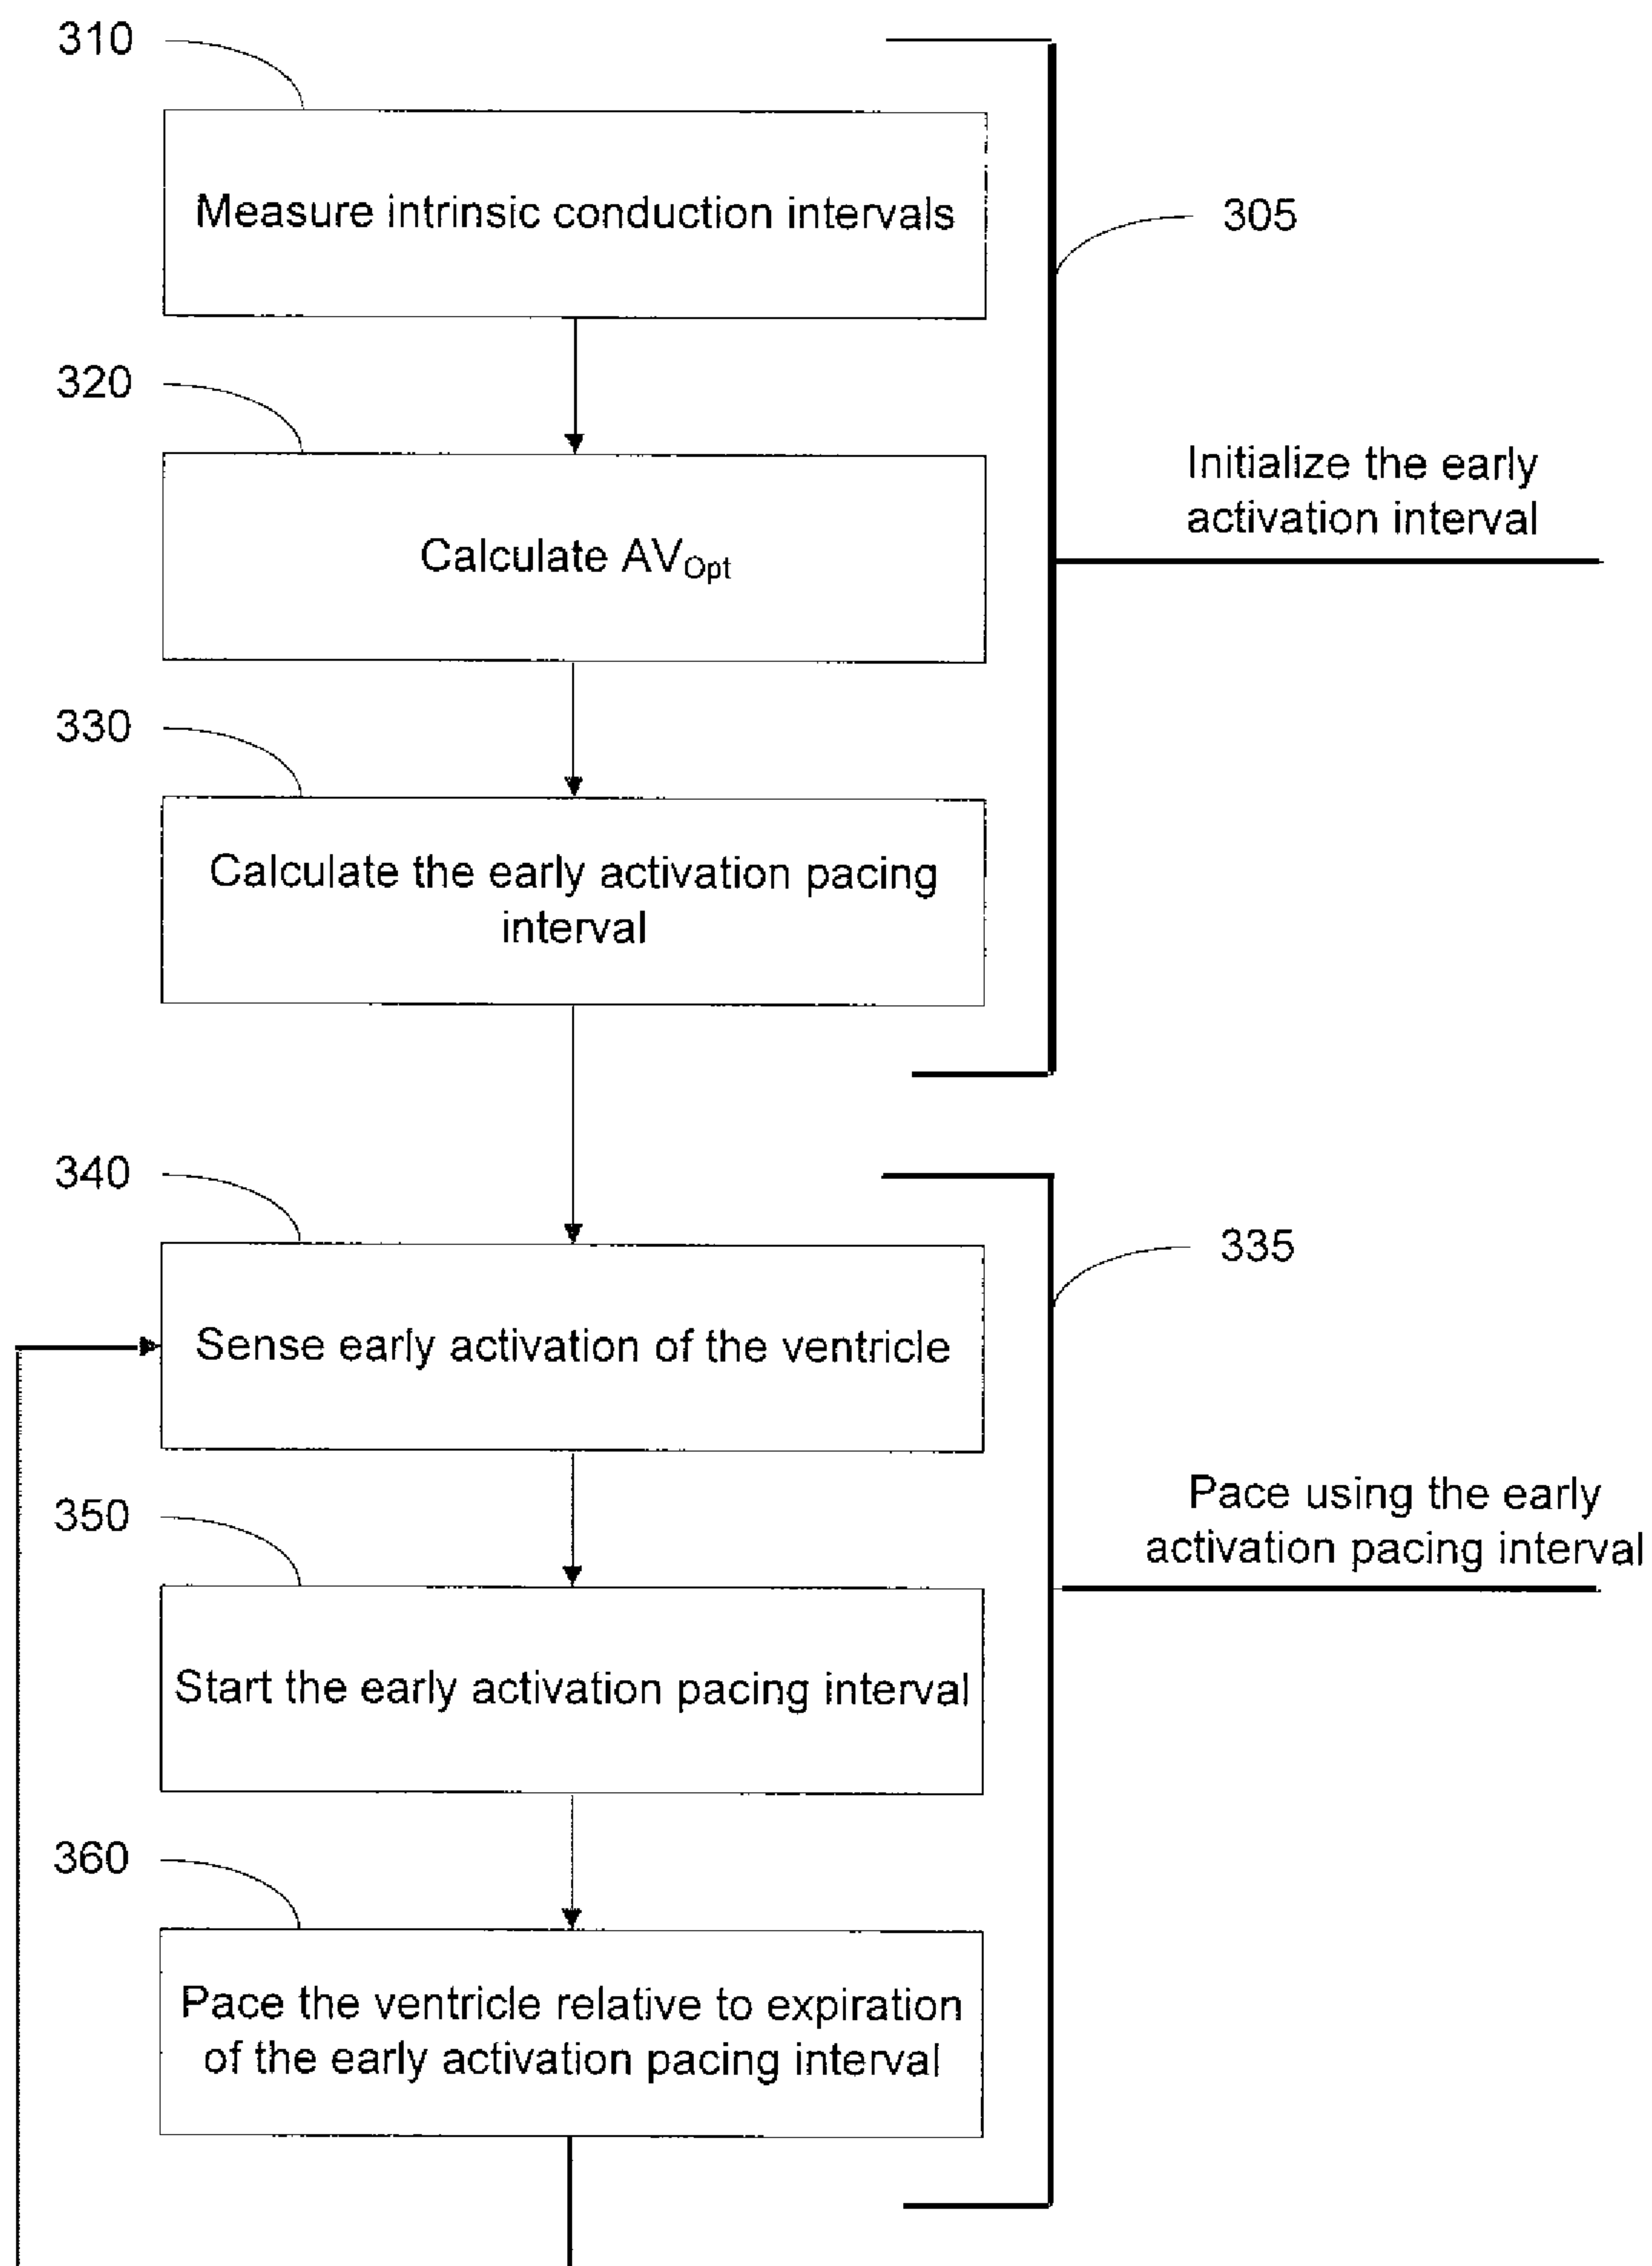 310
Measure intrinsic conduction intervals
305
320
Initialize the early
activation interval
Calculate AVOpt
330
Calculate the early activation pacing
interval
340
335
Sense early activation of the ventricle
350
Pace using the early
activation pacing interval
Start the early activation pacing interval
360
Pace the ventricle relative to expiration
of the early activation pacing interval